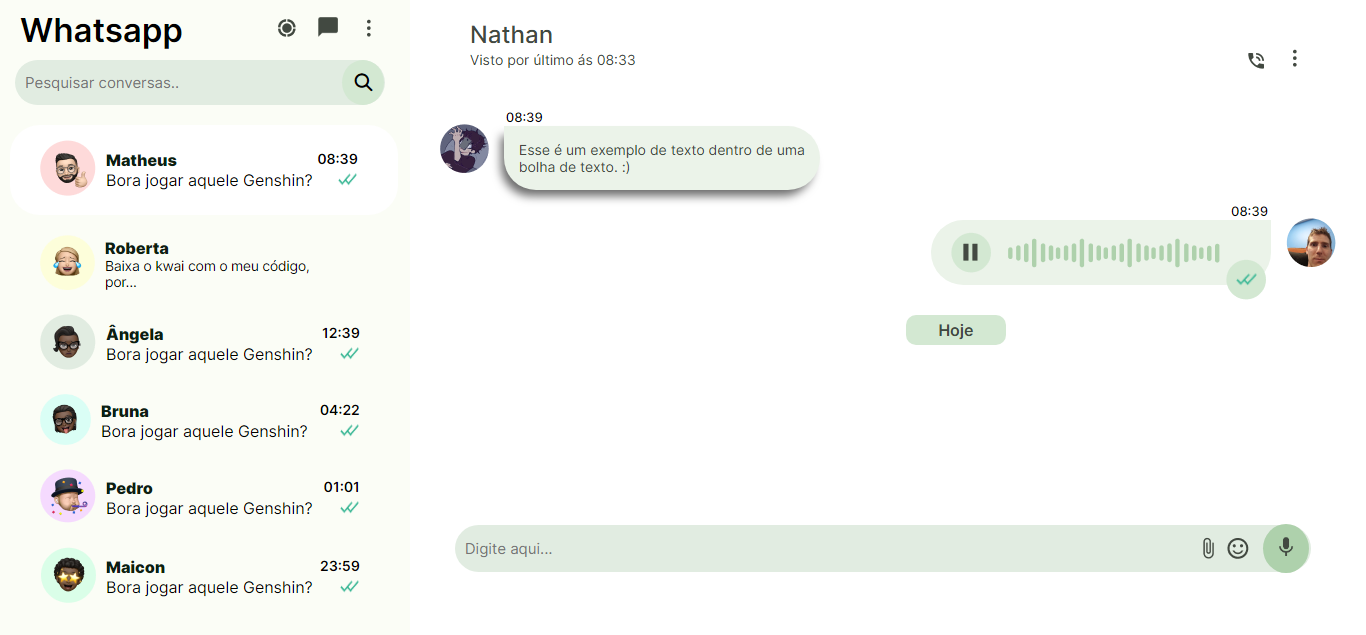 Whatsapp
Pesquisar conversas..
Matheus
08:39
Bora jogar aquele Genshin?
Roberta
Baixa o kwai com o meu código,
por...
Ângela
12:39
Bora jogar aquele Genshin?
Bruna
04:22
Bora jogar aquele Genshin?
Pedro
01:01
Bora jogar aquele Genshin?
Maicon
23:59
Bora jogar aquele Genshin?
Nathan
Visto por último ás 08:33
08:39
Esse é um exemplo de texto dentro de uma
bolha de texto. :)
08:39
Hoje
Digite aqui...